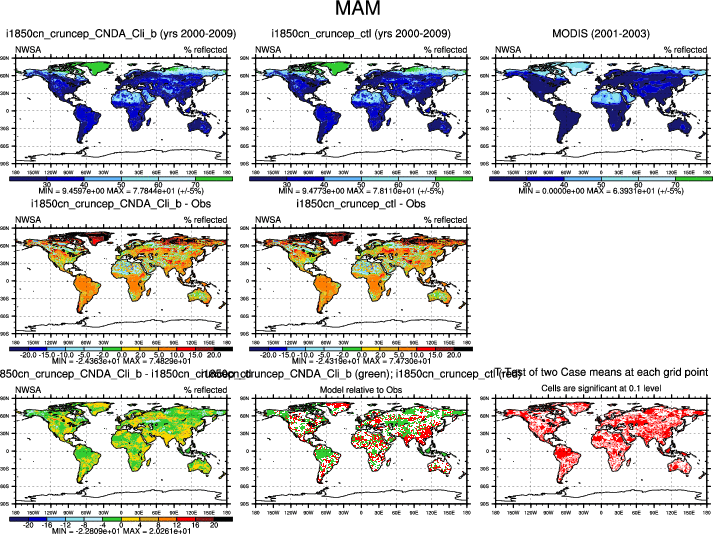 MAM
i1850cn_cruncep_CNDA_Cli_b (yrs 2000-2009)
i1850cn_cruncep_ctl (yrs 2000-2009)
MODIS (2001-2003)
NWSA % reflected NWSA % reflected NWSA % reflected
90N 90N 90N
60N 60N 60N
30N 30N 30N
0 0 0
30S 30S 30S
60S 60S 60S
90S 90S 90S
180 150W 120W 90W 60W 30W 0 30E 60E 90E 120E 150E 180 180 150W 120W 90W 60W 30W 0 30E 60E 90E 120E 150E 180 180 150W 120W 90W 60W 30W 0 30E 60E 90E 120E 150E 180
30 40 50 60 70 30 40 50 60 70 30 40 50 60 70
MIN = 9.4597e+00 MAX = 7.7844e+01 (+/-5%)
MIN = 9.4773e+00 MAX = 7.8110e+01 (+/-5%)
MIN = 0.0000e+00 MAX = 6.3931e+01 (+/-5%)
i1850cn_cruncep_CNDA_Cli_b - Obs
i1850cn_cruncep_ctl - Obs
NWSA % reflected NWSA % reflected
90N 90N
60N 60N
30N 30N
0 0
30S 30S
60S 60S
90S 90S
180 150W 120W 90W 60W 30W 0 30E 60E 90E 120E 150E 180 180 150W 120W 90W 60W 30W 0 30E 60E 90E 120E 150E 180
-20.0 -15.0 -10.0 -5.0 -2.0 0.0 2.0 5.0 10.0 15.0 20.0 -20.0 -15.0 -10.0 -5.0 -2.0 0.0 2.0 5.0 10.0 15.0 20.0
MIN = -2.4363e+01 MAX = 7.4829e+01
MIN = -2.4319e+01 MAX = 7.4730e+01
850cn_cruncep_CNDA_Cli_b - i1850cn_cruncep_ctl
cruncep_CNDA_Cli_b (green); i1850cn_cruncep_ctl (red)
T-Test of two Case means at each grid point
NWSA % reflected
Model relative to Obs
Cells are significant at 0.1 level
90N 90N 90N
60N 60N 60N
30N 30N 30N
0 0 0
30S 30S 30S
60S 60S 60S
90S 90S 90S
180 150W 120W 90W 60W 30W 0 30E 60E 90E 120E 150E 180 180 150W 120W 90W 60W 30W 0 30E 60E 90E 120E 150E 180 180 150W 120W 90W 60W 30W 0 30E 60E 90E 120E 150E 180
-20 -16 -12 -8 -4 0 4 8 12 16 20
MIN = -2.2809e+01 MAX = 2.0261e+01